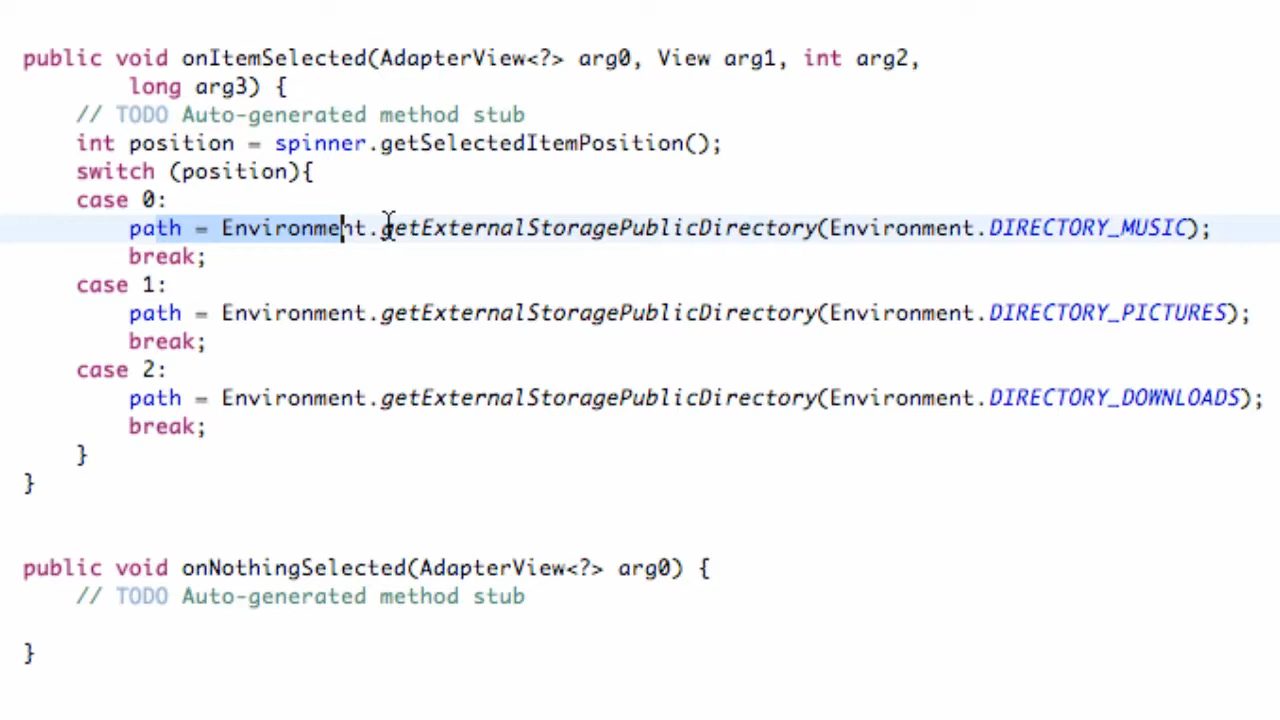 public void onItemSelected(AdapterView<?> arg0, View arg1, int arg2,
long arg3) {
// TODO Auto-generated method stub
int position = spinner.getSelectedItemPosition();
switch (position){
case 0:
path = Environment.getExternalStoragePublicDirectory(Environment.DIRECTORY_MUSIC);
break;
case 1:
path = Environment.getExternalStoragePublicDirectory(Environment.DIRECTORY_PICTURES);
break;
case 2:
path = Environment.getExternalStoragePublicDirectory(Environment.DIRECTORY_DOWNLOADS);
break;
}
}
public void onNothingSelected(AdapterView<?> arg0) {
// TODO Auto-generated method stub
}